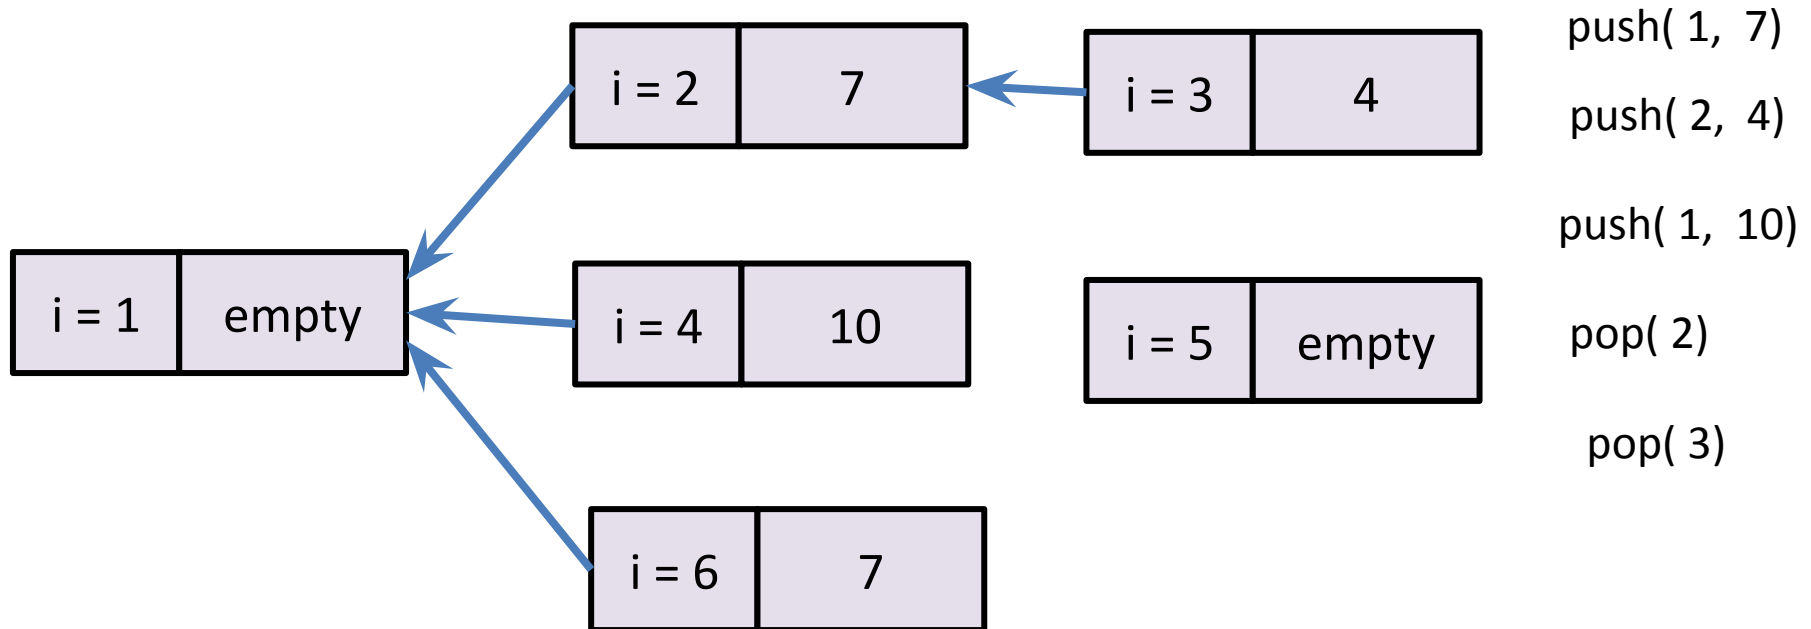 i = 2 7
i = 3 4
push( 1, 7)
push( 2, 4)
push( 1, 10)
i = 1 empty
i = 4 10
i = 5 empty
pop( 2)
pop( 3)
i = 6 7